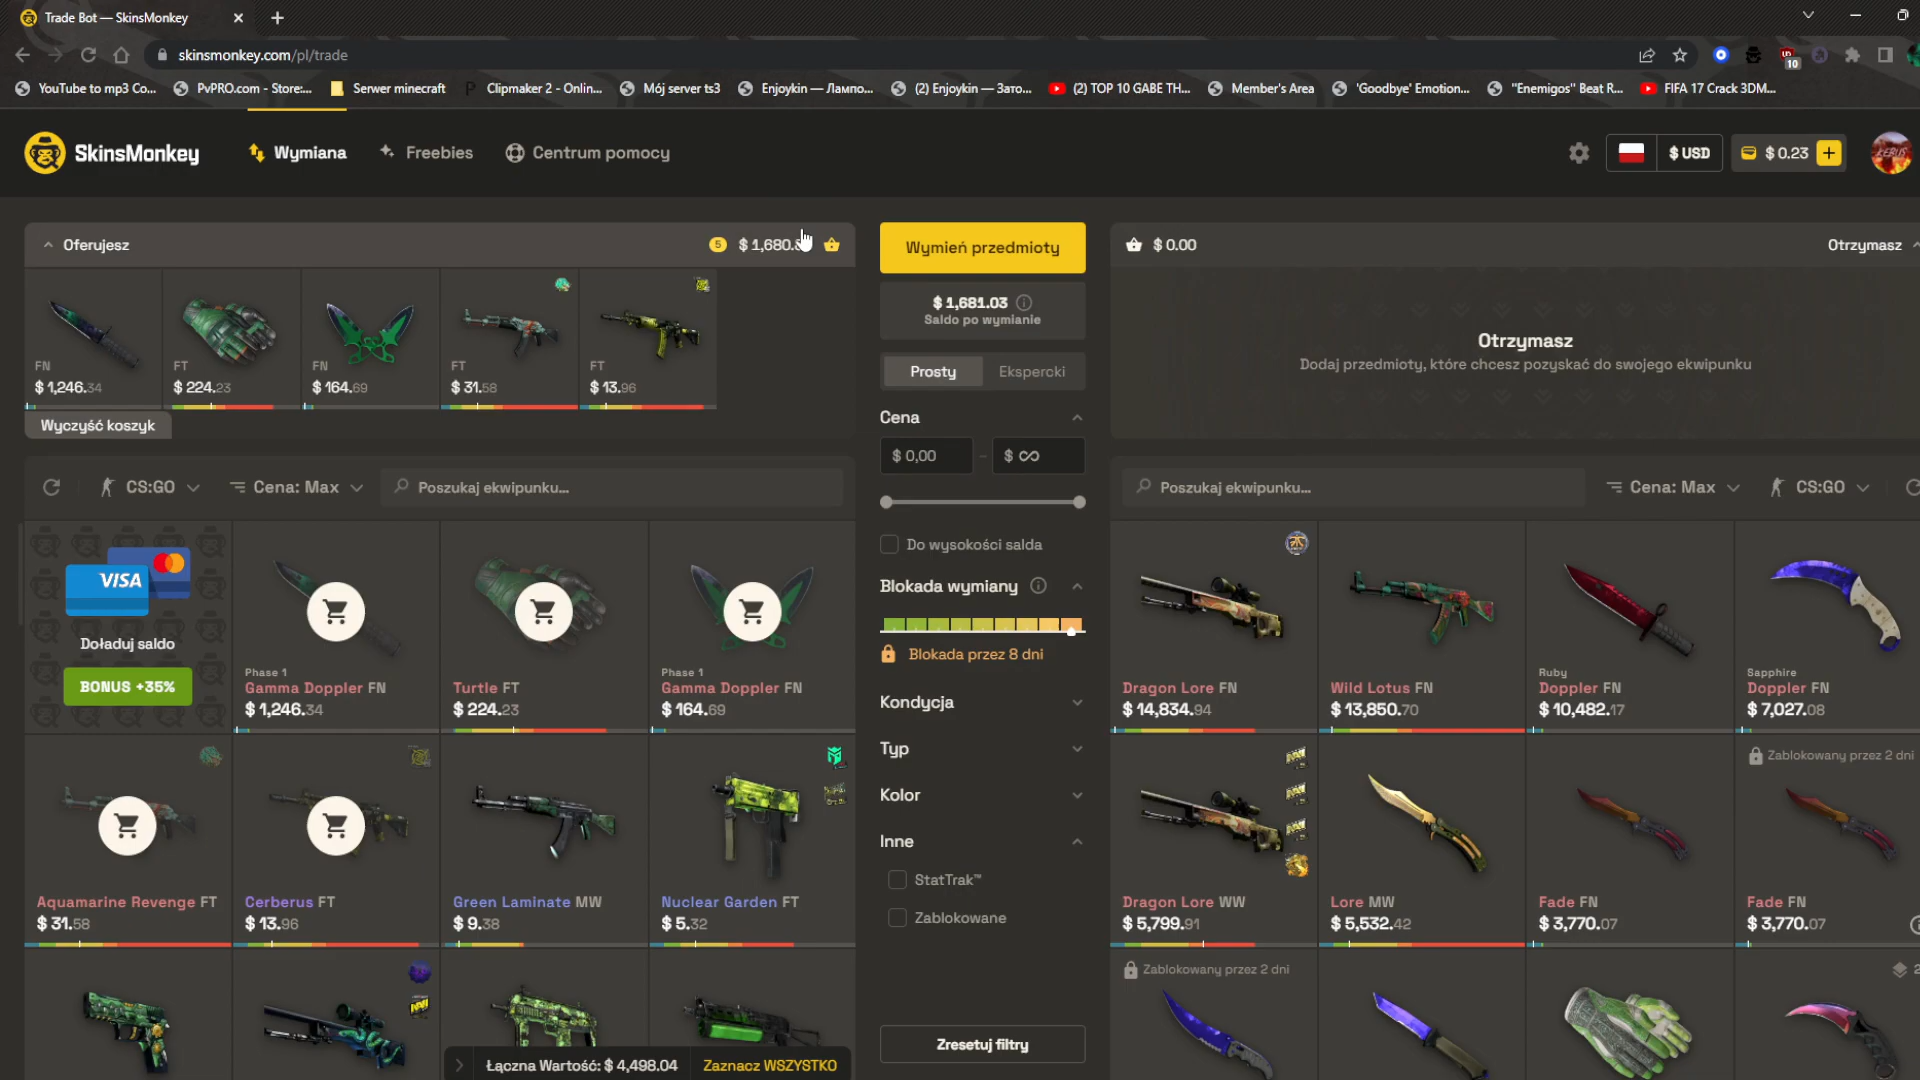 Trade Bot — SkinsMonkey
skinsmonkey.com/pl/trade
10
YouTube to mp3 Co...
PvPRO.com - Store:...
Serwer minecraft
Clipmaker 2 - Onlin...
Mój server ts3
Enjoykin — Лампо...
(2) Enjoykin — Зато...
(2) TOP 10 GABE TH...
Member's Area
'Goodbye' Emotion...
"Enemigos" Beat R...
FIFA 17 Crack 3DM...
SkinsMonkey
Wymiana
Freebies
Centrum pomocy
$ USD
$ 0.23
Oferujesz
5
$ 1,680.
Wymień przedmioty
$ 0.00
Otrzymasz
FN
$ 1,246.34
FT
$ 224.23
FN
$ 164.69
FT
$ 31.58
FT
$ 13.96
Wyczyść koszyk
$ 1,681.03
Saldo po wymianie
Prosty
Ekspercki
Otrzymasz
Dodaj przedmioty, które chcesz pozyskać do swojego ekwipunku
Cena
$ 0,00
-
$ ∞
CS:GO
Cena: Max
Poszukaj ekwipunku...
Poszukaj ekwipunku...
Cena: Max
CS:GO
Do wysokości salda
Blokada wymiany
Blokada przez 8 dni
Kondycja
Typ
Kolor
Inne
StatTrak™
Zablokowane
Zresetuj filtry
VISA
Doładuj saldo
BONUS +35%
Phase 1
Gamma Doppler FN
$ 1,246.34
Turtle FT
$ 224.23
Phase 1
Gamma Doppler FN
$ 164.69
Aquamarine Revenge FT
$ 31.58
Cerberus FT
$ 13.96
Green Laminate MW
$ 9.38
Nuclear Garden FT
$ 5.32
Łączna Wartość: $ 4,498.04
Zaznacz WSZYSTKO
Dragon Lore FN
$ 14,834.94
Wild Lotus FN
$ 13,850.70
Ruby
Doppler FN
$ 10,482.17
Sapphire
Doppler FN
$ 7,027.08
Dragon Lore WW
$ 5,799.91
Lore MW
$ 5,532.42
Fade FN
$ 3,770.07
Zablokowany przez 2 dni
Fade FN
$ 3,770.07
Zablokowany przez 2 dni
2